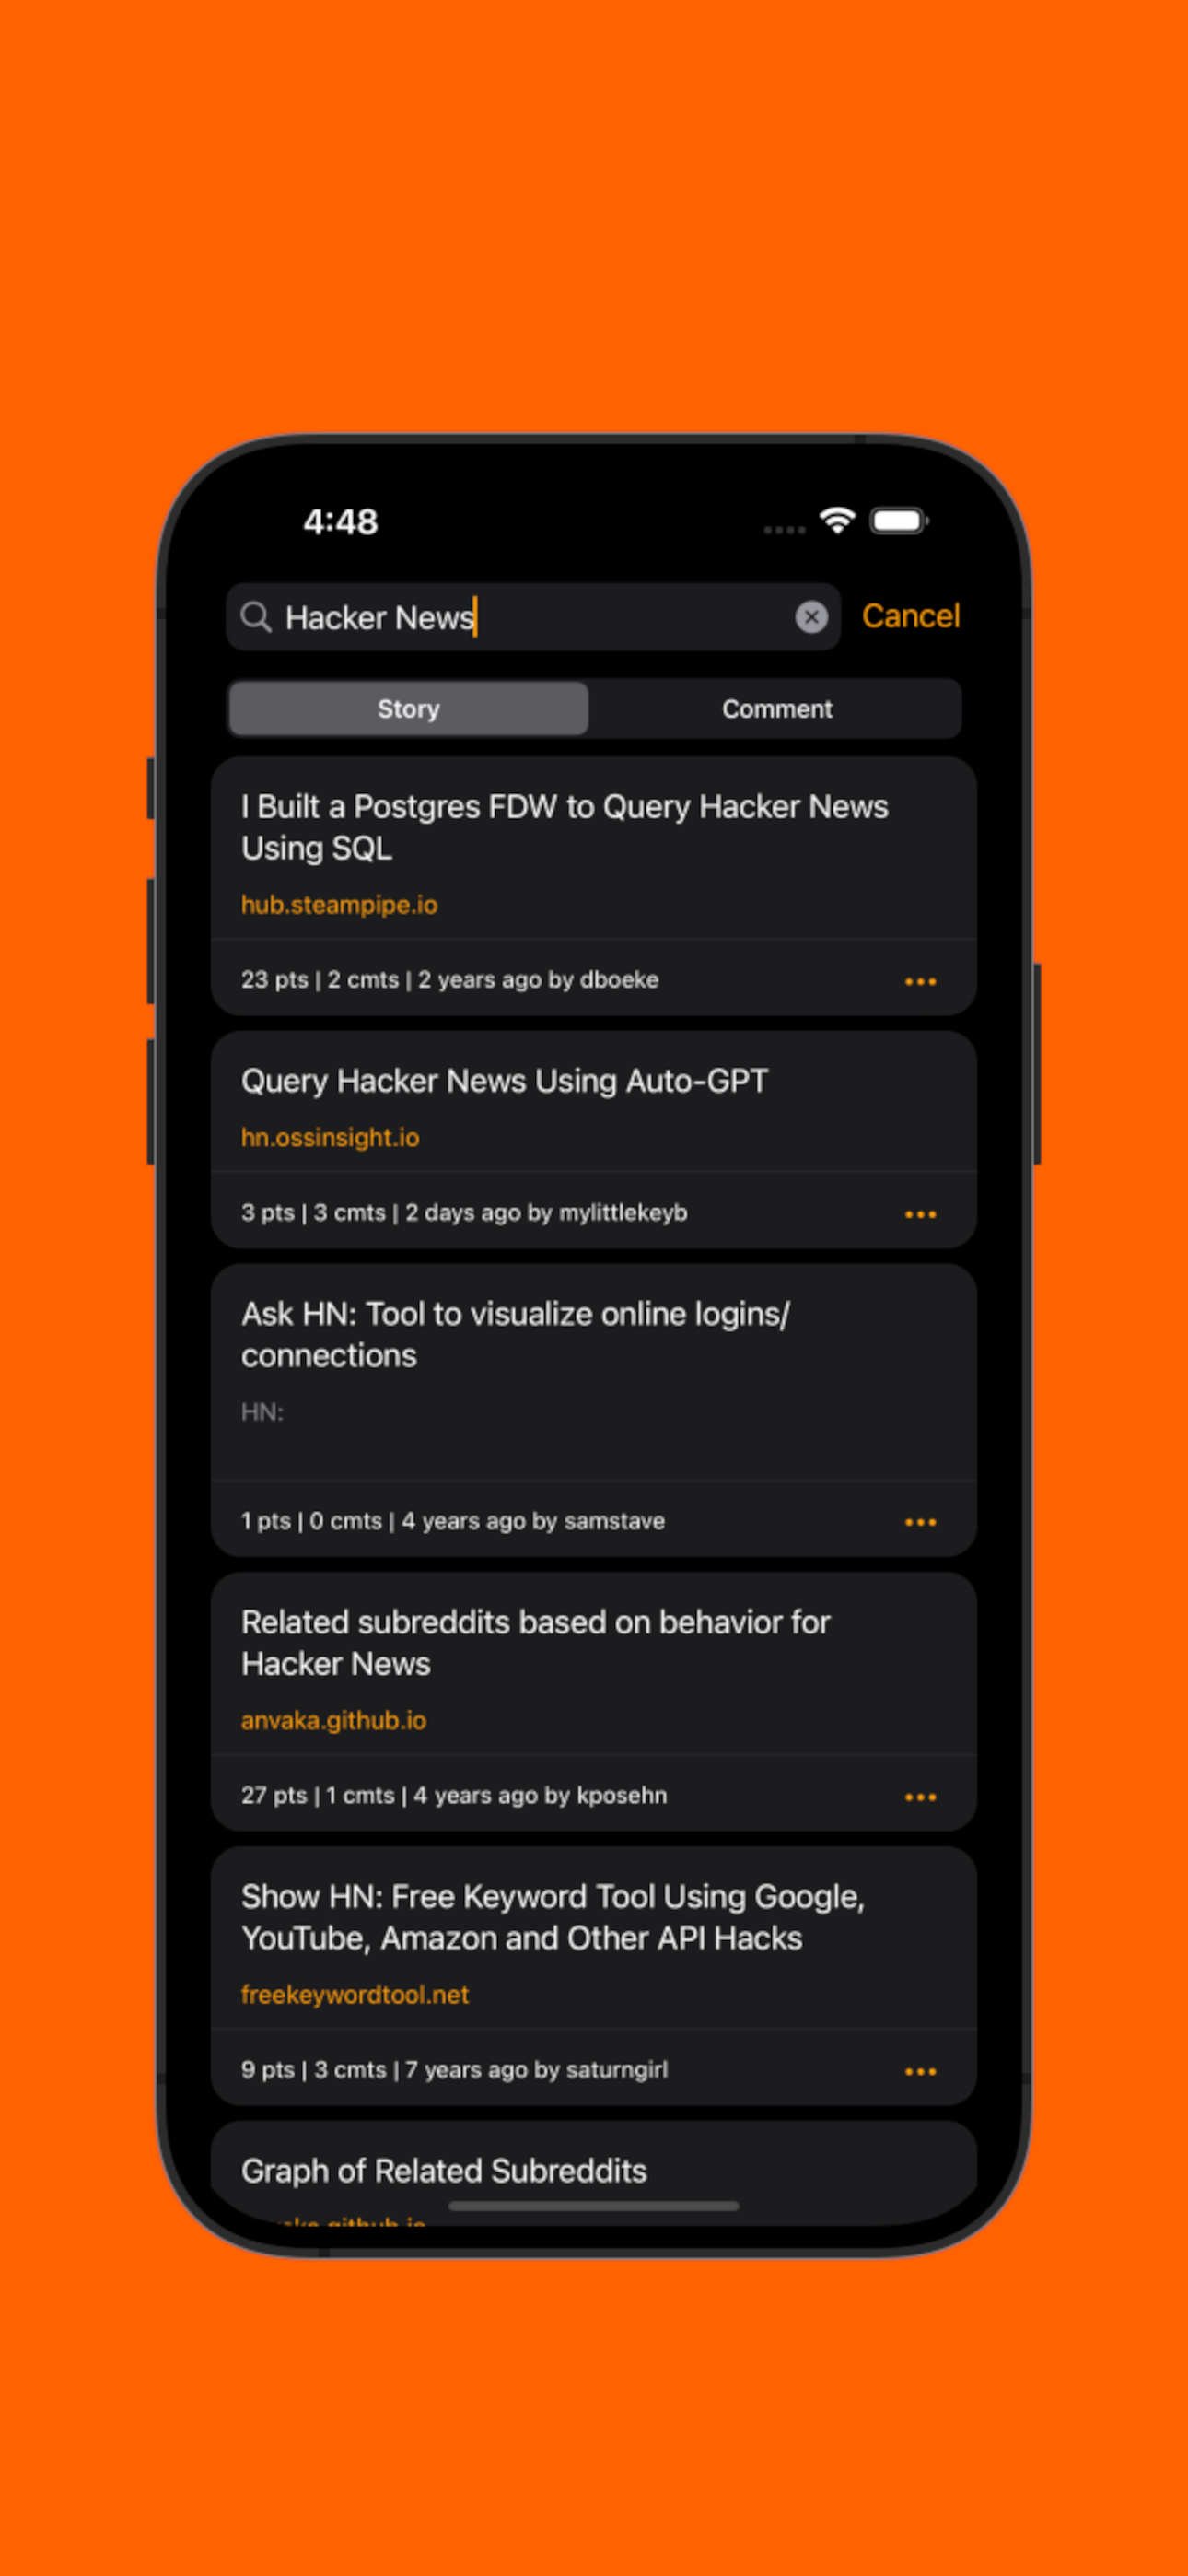 4:48
Hacker News
Cancel
Story
Comment
I Built a Postgres FDW to Query Hacker News
Using SQL
hub.steampipe.io
23 pts | 2 cmts | 2 years ago by dboeke
Query Hacker News Using Auto-GPT
hn.ossinsight.io
3 pts | 3 cmts | 2 days ago by mylittlekeyb
Ask HN: Tool to visualize online logins/
connections
HN:
1 pts | 0 cmts | 4 years ago by samstave
Related subreddits based on behavior for
Hacker News
anvaka.github.io
27 pts | 1 cmts | 4 years ago by kposehn
Show HN: Free Keyword Tool Using Google,
YouTube, Amazon and Other API Hacks
freekeywordtool.net
9 pts | 3 cmts | 7 years ago by saturngirl
Graph of Related Subreddits